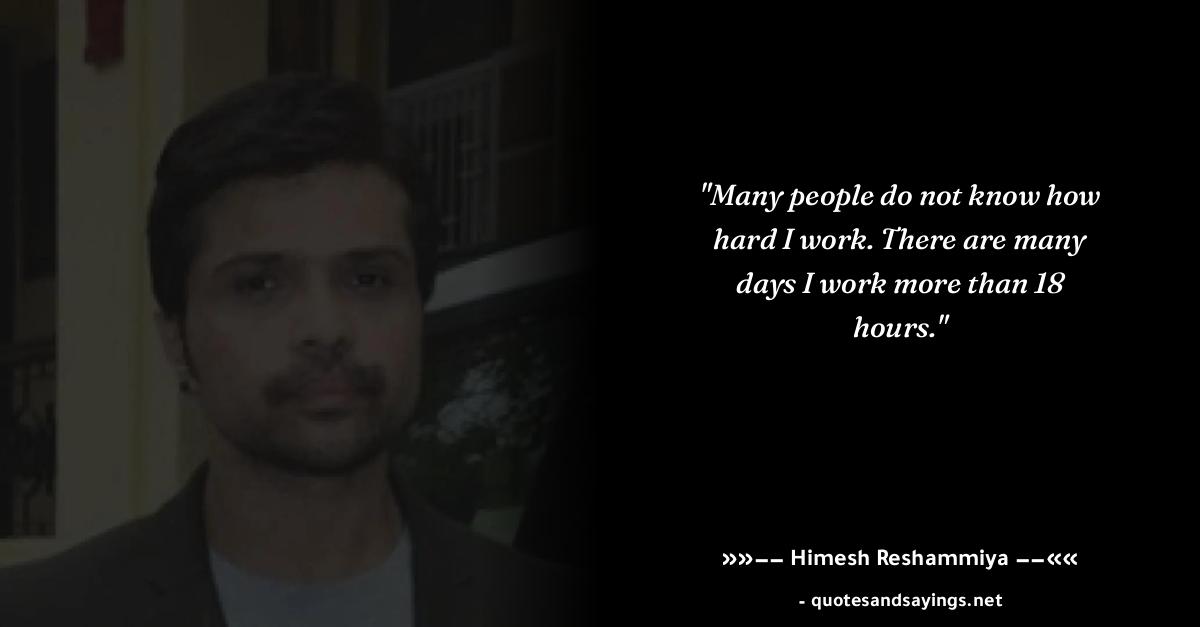 "Many people do not know how
hard I work. There are many
days I work more than 18
hours."
»»−− Himesh Reshammiya −−««
- quotesandsayings.net